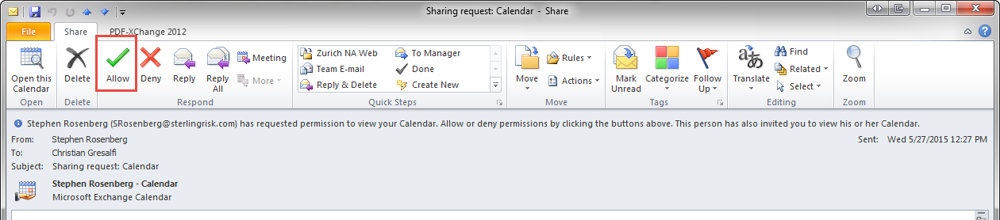 Sharing request: Calendar - Share
File Share PDF-XChange 2012
Open this Calendar Delete Allow Deny Reply Reply All Meeting More
Zurich NA Web To Manager
Team E-mail Done
Reply & Delete Create New
Move Rules Actions
Mark Unread Categorize Follow Up
Translate Find Related Select
Zoom
Open Delete Respond Quick Steps Move Tags Editing Zoom
Stephen Rosenberg (SRosenberg@sterlingrisk.com) has requested permission to view your Calendar. Allow or deny permissions by clicking the buttons above. This person has also invited you to view his or her Calendar.
From: Stephen Rosenberg Sent: Wed 5/27/2015 12:27 PM
To: Christian Gresalfi
Subject: Sharing request: Calendar
Stephen Rosenberg - Calendar
Microsoft Exchange Calendar